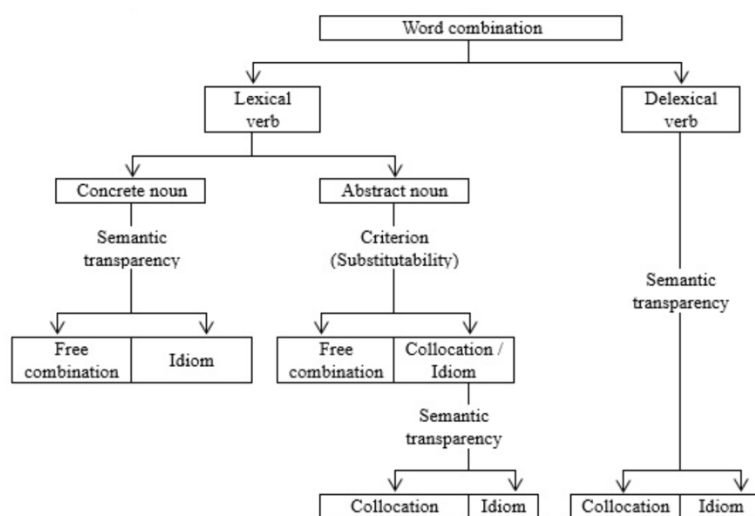 Word combination
Lexical
verb
Delexical
verb
Concrete noun
Abstract noun
Semantic
transparency
Criterion
(Substitutability)
Semantic
transparency
Free
combination
Idiom
Free
combination
Collocation /
Idiom
Semantic
transparency
Collocation
Idiom
Collocation
Idiom